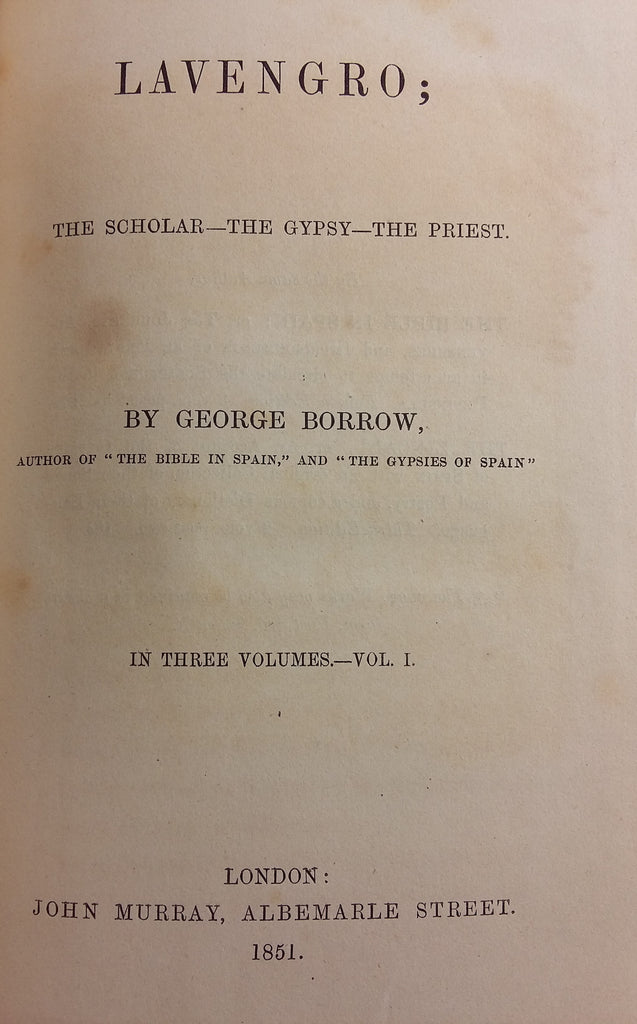 LAVENGRO;
THE SCHOLAR—THE GYPSY—THE PRIEST.
BY GEORGE BORROW,
AUTHOR OF “THE BIBLE IN SPAIN,” AND “THE GYPSIES OF SPAIN”
IN THREE VOLUMES.—VOL. I.
LONDON:
JOHN MURRAY, ALBEMARLE STREET.
1851.